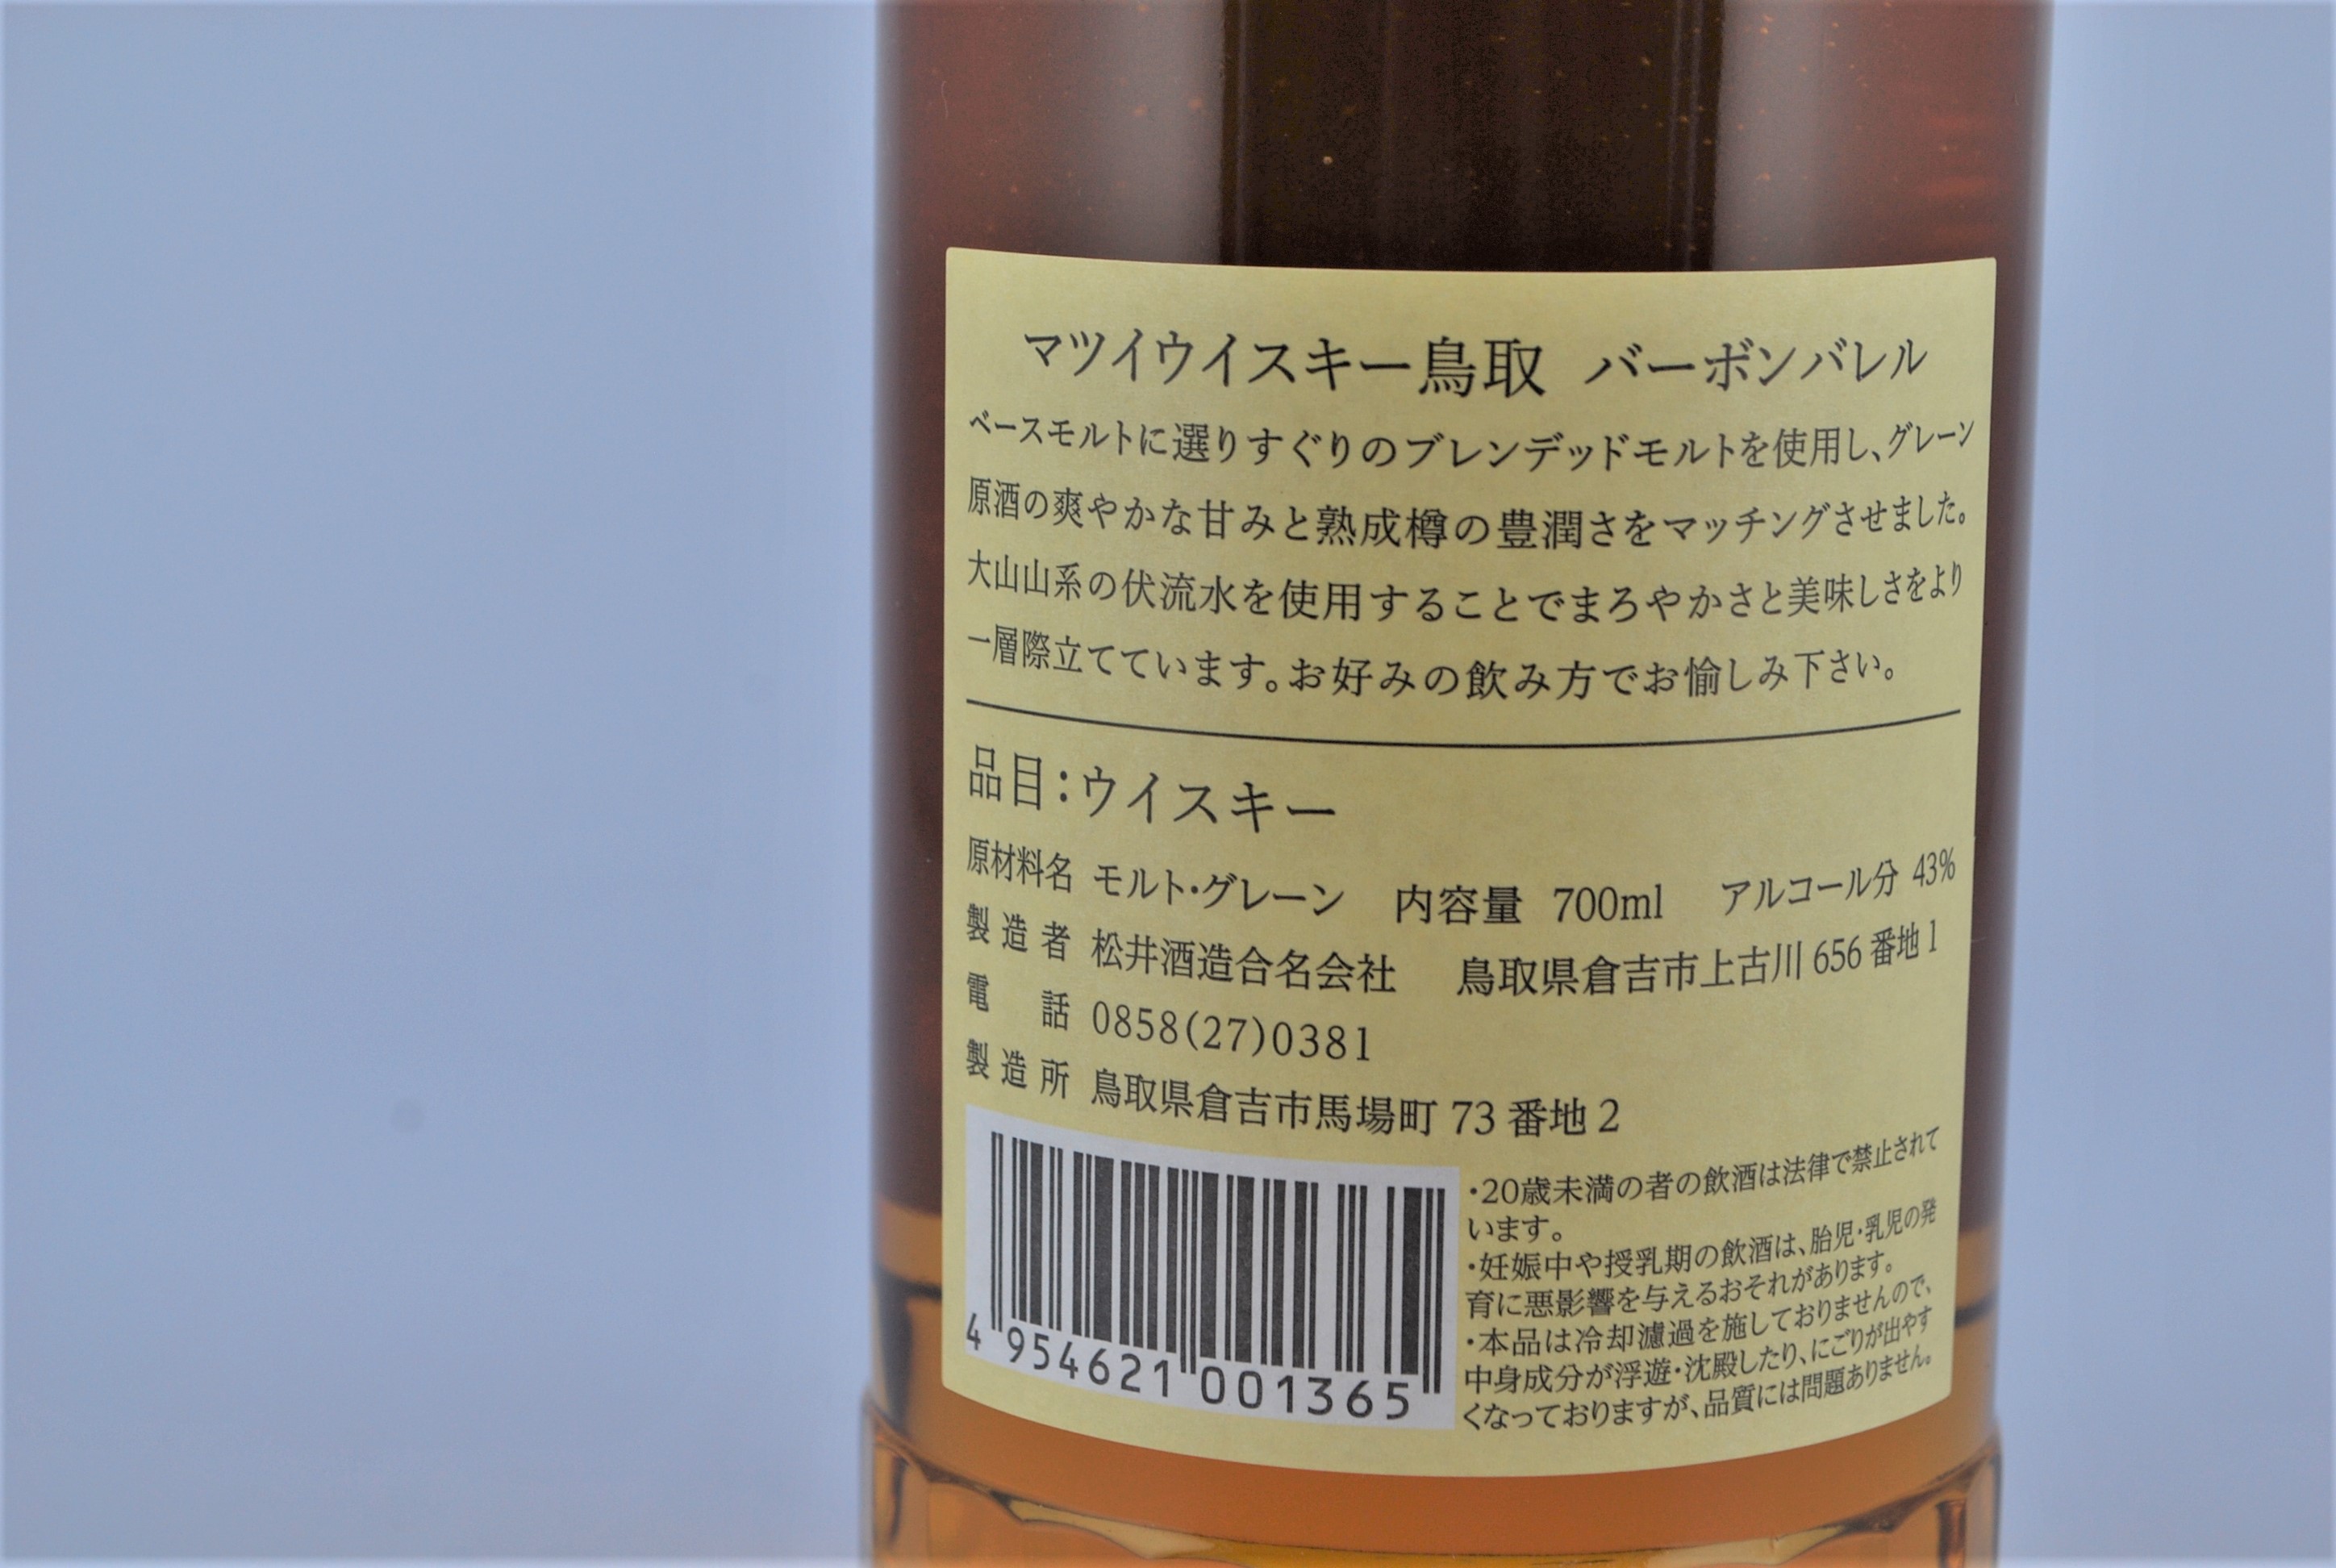 マツイウイスキー鳥取 バーボンバレル
ベースモルトに選りすぐりのブレンデッドモルトを使用し、グレーン
原酒の爽やかな甘みと熟成樽の豊潤さをマッチングさせました。
大山山系の伏流水を使用することでまろやかさと美味しさをより
一層際立てています。お好みの飲み方でお愉しみ下さい。
品目:ウイスキー
原材料名 モルト・グレーン 内容量 700ml アルコール分 43%
製造者 松井酒造合名会社 鳥取県倉吉市上古川 656 番地 1
電話 0858(27)0381
製造所 鳥取県倉吉市馬場町 73 番地 2
・20歳未満の者の飲酒は法律で禁止されて
います。
・妊娠中や授乳期の飲酒は、胎児・乳児の発
育に悪影響を与えるおそれがあります。
・本品は冷却濾過を施しておりませんので、
中身成分が浮遊・沈殿したり、にごりが出やす
くなっておりますが、品質には問題ありません。
4 954621 001365